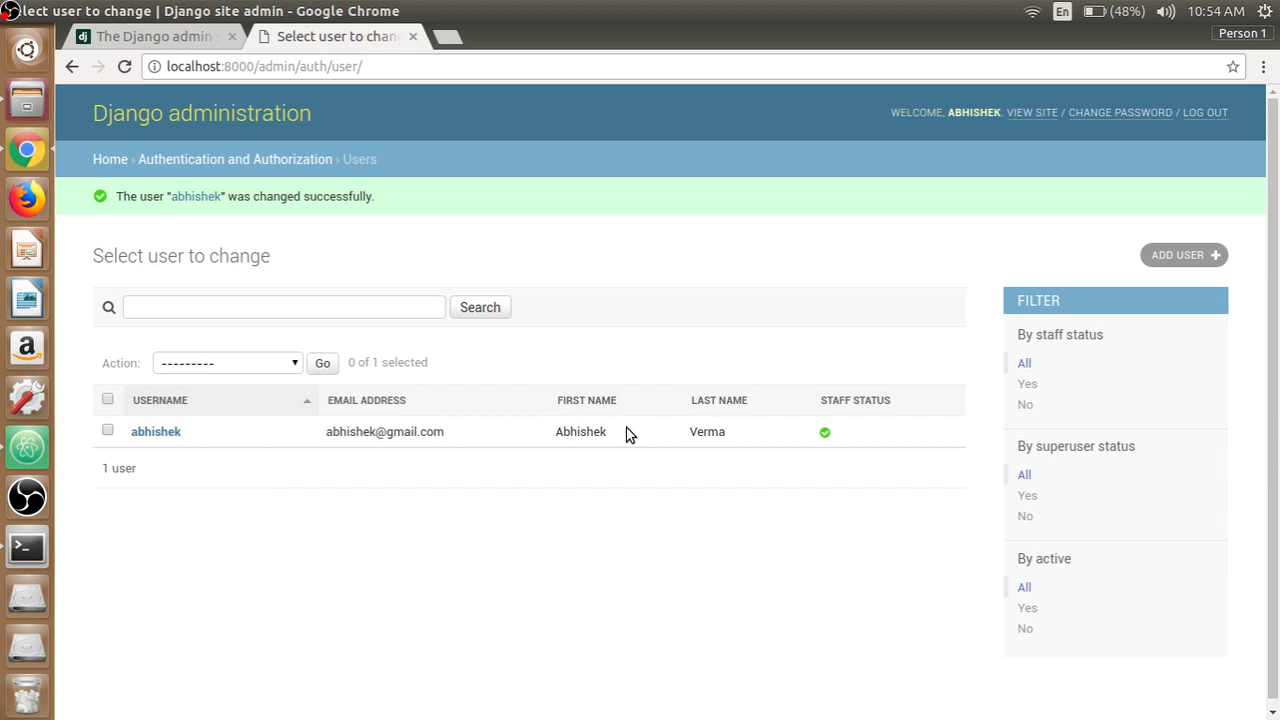 lect user to change | Django site admin - Google Chrome
En
(48%)
10:54 AM
The Django admin s
Select user to chang
Person 1
localhost:8000/admin/auth/user/
Django administration
WELCOME, ABHISHEK. VIEW SITE / CHANGE PASSWORD / LOG OUT
Home › Authentication and Authorization › Users
The user "abhishek" was changed successfully.
Select user to change
ADD USER
Search
Action:
---------
Go
0 of 1 selected
USERNAME EMAIL ADDRESS FIRST NAME LAST NAME STAFF STATUS
abhishek abhishek@gmail.com Abhishek Verma
1 user
FILTER
By staff status
All
Yes
No
By superuser status
All
Yes
No
By active
All
Yes
No